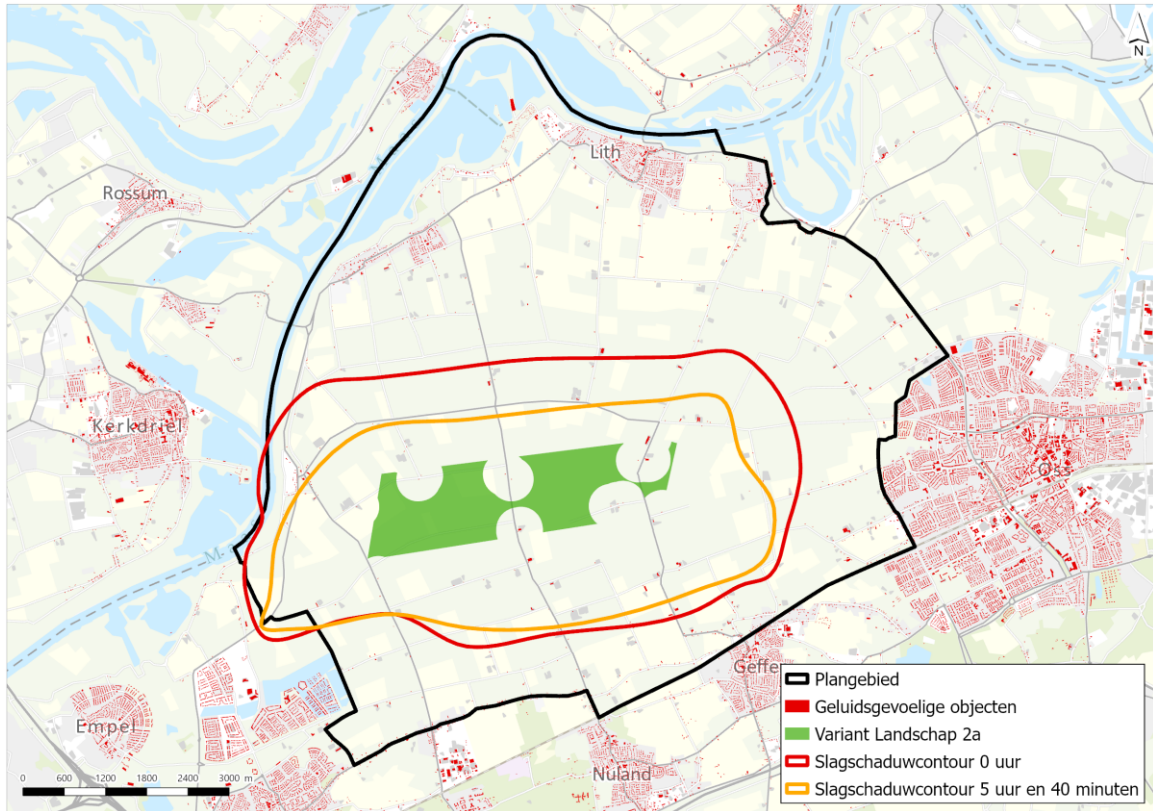 N
Lith
Rossum
Kerkdriel
Oss
M
Geffe
Empel
Nuland
Plangebied
Geluidsgevoelige objecten
Variant Landschap 2a
Slagschaduwcontour 0 uur
Slagschaduwcontour 5 uur en 40 minuten
0 600 1200 1800 2400 3000 m